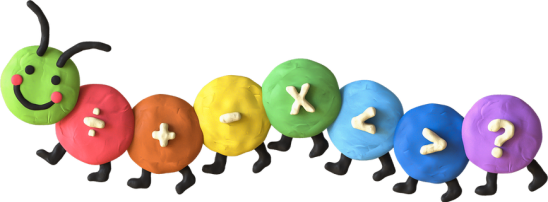 ÷ + - x < > ?